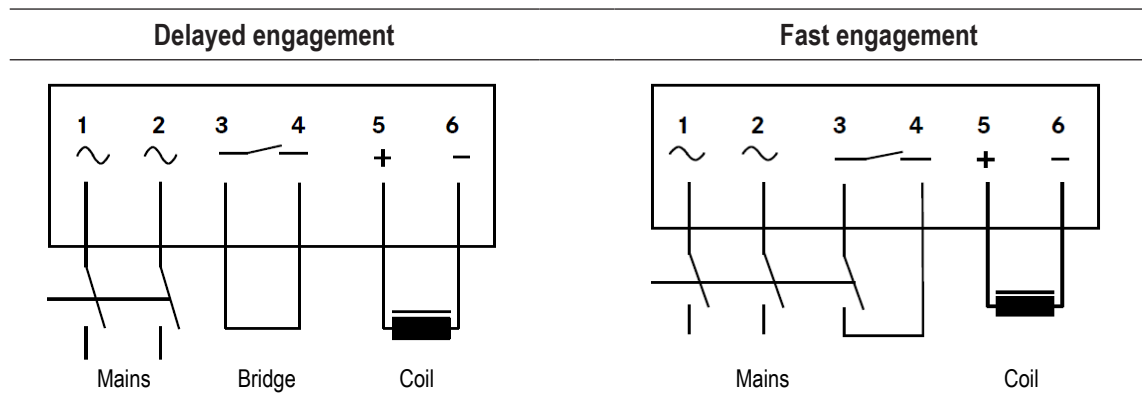 Delayed engagement
Fast engagement
1 2 3 4 5 6
+ –
Mains Bridge Coil
1 2 3 4 5 6
+ –
Mains Coil